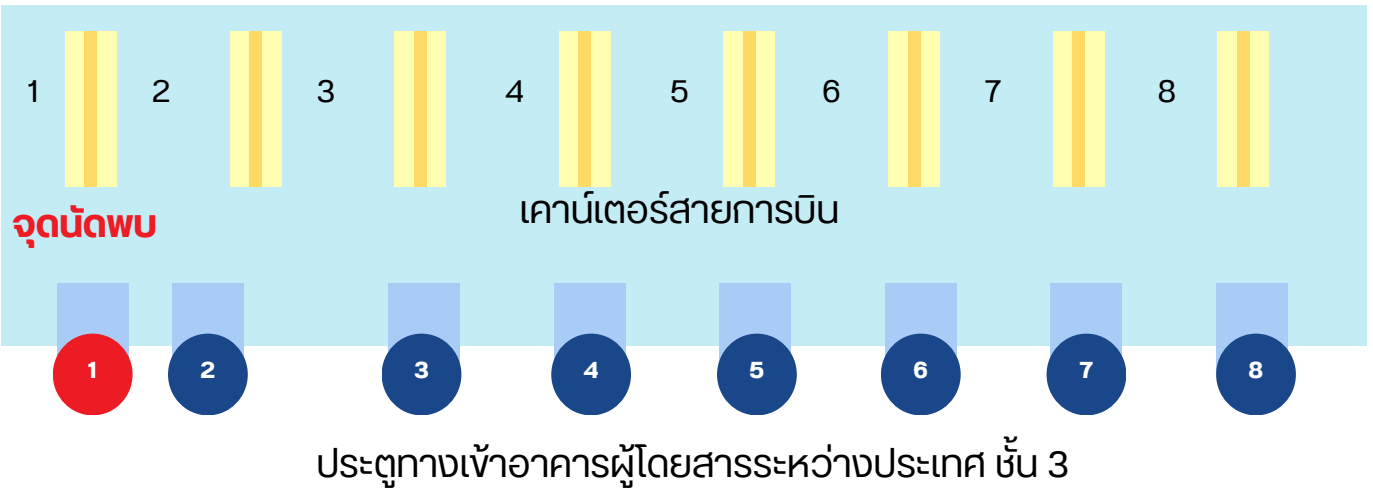 1 2 3 4 5 6 7 8
เคาน์เตอร์สายการบิน
จุดนัดพบ
1 2 3 4 5 6 7 8
ประตูทางเข้าอาคารผู้โดยสารระหว่างประเทศ ชั้น 3